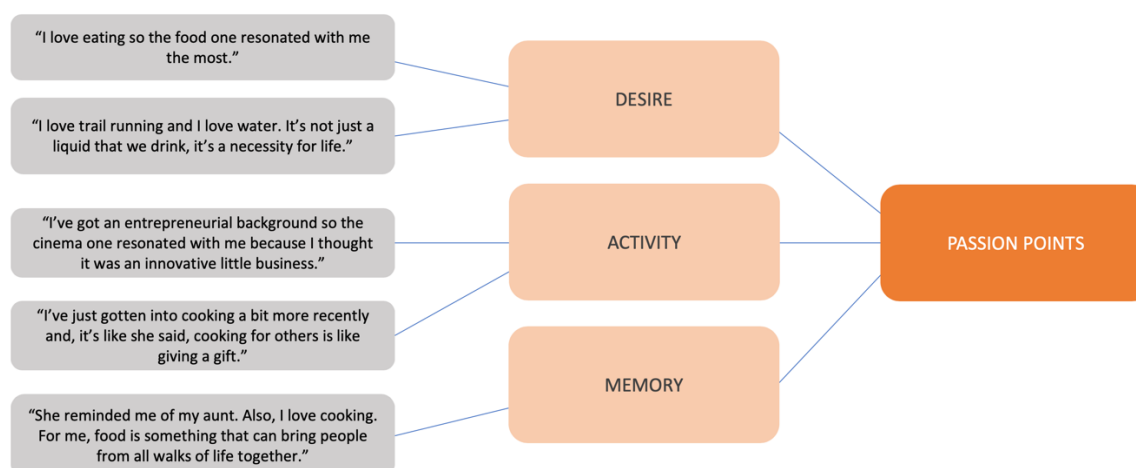 “I love eating so the food one resonated with me
the most.”
“I love trail running and I love water. It’s not just a
liquid that we drink, it’s a necessity for life.”
“I’ve got an entrepreneurial background so the
cinema one resonated with me because I thought
it was an innovative little business.”
“I’ve just gotten into cooking a bit more recently
and, it’s like she said, cooking for others is like
giving a gift.”
“She reminded me of my aunt. Also, I love cooking.
For me, food is something that can bring people
from all walks of life together.”
DESIRE
ACTIVITY
MEMORY
PASSION POINTS